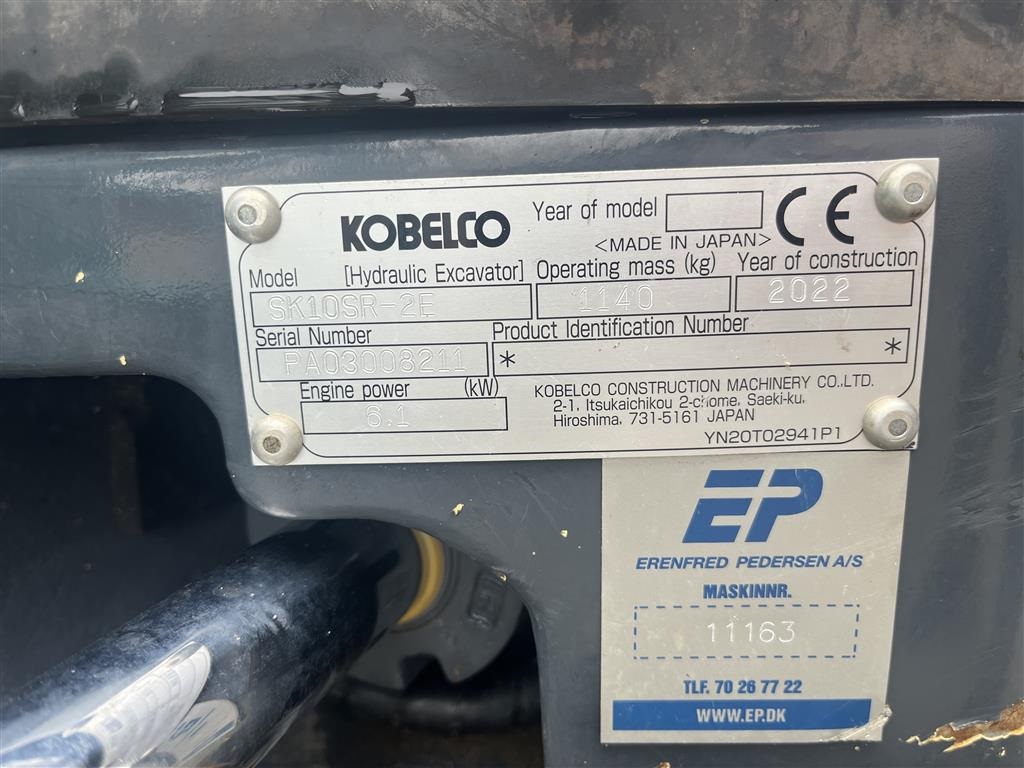 KOBELCO
Year of model
CE
<MADE IN JAPAN>
Model [Hydraulic Excavator] Operating mass (kg) Year of construction
SK10SR-2E 1140 2022
Serial Number Product Identification Number
PA03008211 * *
Engine power (kW)
6.1
KOBELCO CONSTRUCTION MACHINERY CO.,LTD.
2-1, Itsukaichikou 2-chome, Saeki-ku,
Hiroshima, 731-5161 JAPAN
YN20T02941P1
EP
ERENFRED PEDERSEN A/S
MASKINNR.
11163
TLF. 70 26 77 22
WWW.EP.DK